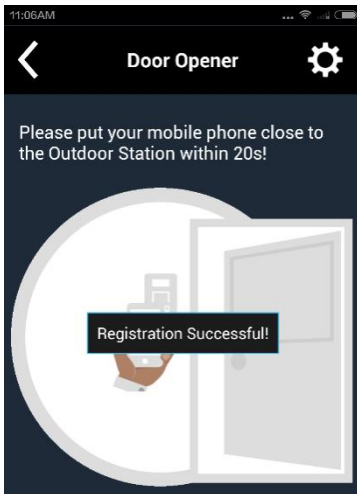 11:06AM
...
Door Opener
Please put your mobile phone close to
the Outdoor Station within 20s!
Registration Successful!